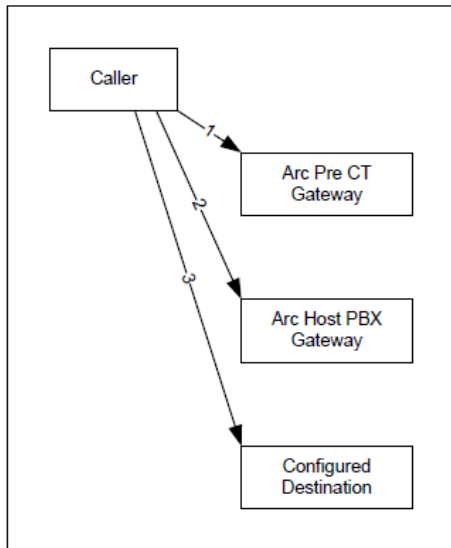 Caller
1
Arc Pre CT
Gateway
2
Arc Host PBX
Gateway
3
Configured
Destination